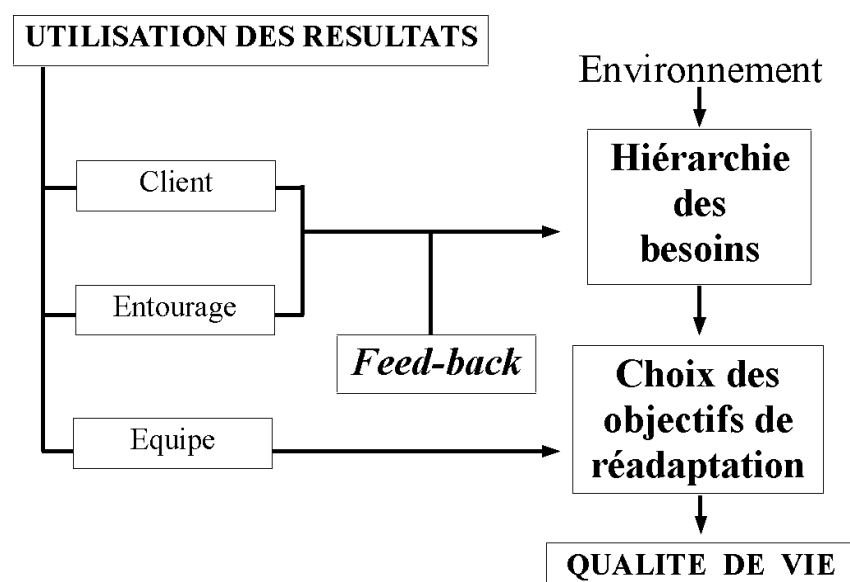 UTILISATION DES RESULTATS
Environnement
Client
Hiérarchie
des
besoins
Entourage
Feed-back
Choix des
objectifs de
réadaptation
Equipe
QUALITE DE VIE